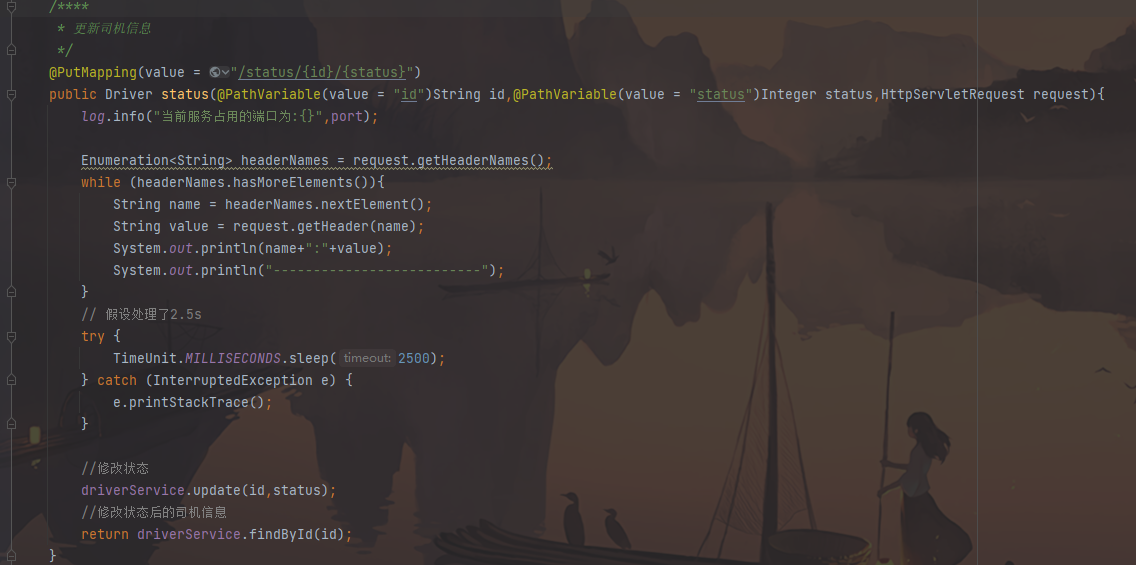 /****
 * 更新司机信息
 */
@PutMapping(value = "/status/{id}/{status}")
public Driver status(@PathVariable(value = "id")String id,@PathVariable(value = "status")Integer status,HttpServletRequest request){
    log.info("当前服务占用的端口为:{}",port);
    Enumeration<String> headerNames = request.getHeaderNames();
    while (headerNames.hasMoreElements()){
        String name = headerNames.nextElement();
        String value = request.getHeader(name);
        System.out.println(name+":"+value);
        System.out.println("--------------------------");
    }
    // 假设处理了2.5s
    try {
        TimeUnit.MILLISECONDS.sleep( timeout: 2500);
    } catch (InterruptedException e) {
        e.printStackTrace();
    }
    //修改状态
    driverService.update(id,status);
    //修改状态后的司机信息
    return driverService.findById(id);
}